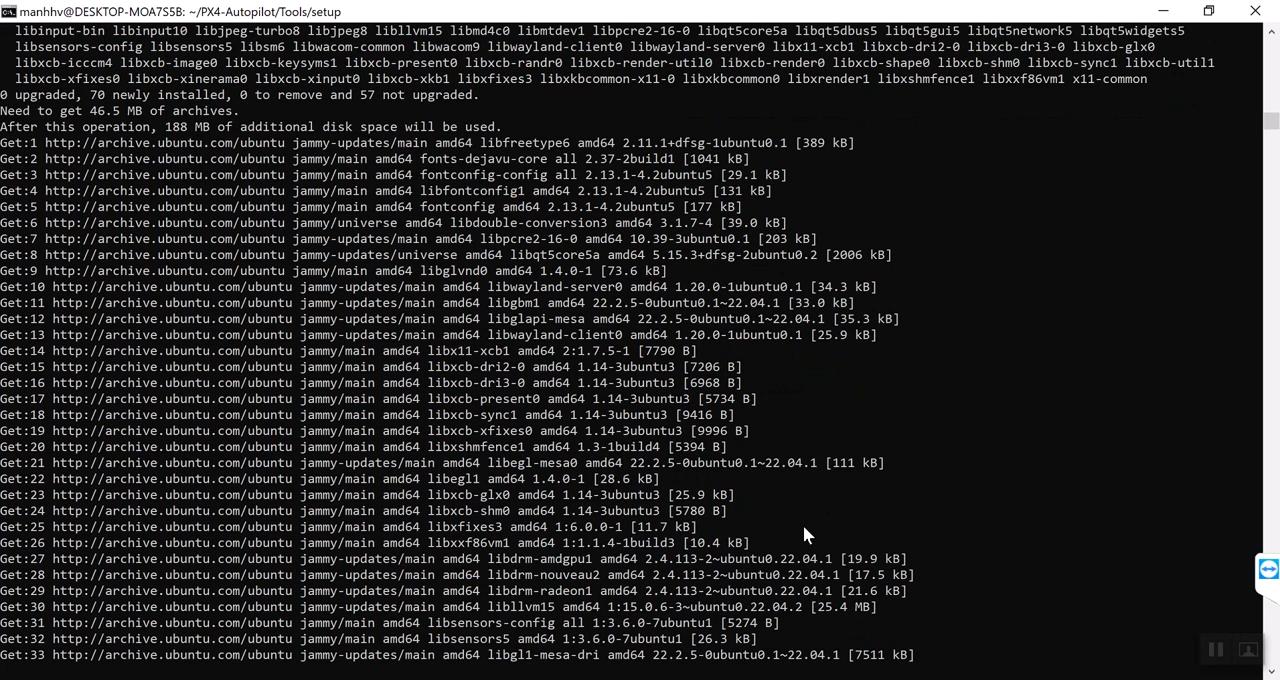 manhhv@DESKTOP-MOA7S5B: ~/PX4-Autopilot/Tools/setup
libinput-bin libinput10 libjpeg-turbo8 libjpeg8 libllvm15 libmd4c0 libmtdev1 libpcre2-16-0 libqt5core5a libqt5dbus5 libqt5gui5 libqt5network5 libqt5widgets5
libsensors-config libsensors5 libsm6 libwacom-common libwacom9 libwayland-client0 libwayland-server0 libx11-xcb1 libxcb-dri2-0 libxcb-dri3-0 libxcb-glx0
libxcb-icccm4 libxcb-image0 libxcb-keysyms1 libxcb-present0 libxcb-randr0 libxcb-render-util0 libxcb-render0 libxcb-shape0 libxcb-shm0 libxcb-sync1 libxcb-util1
libxcb-xfixes0 libxcb-xinerama0 libxcb-xinput0 libxcb-xkb1 libxfixes3 libxkbcommon-x11-0 libxkbcommon0 libxrender1 libxshmfence1 libxxf86vm1 x11-common
0 upgraded, 70 newly installed, 0 to remove and 57 not upgraded.
Need to get 46.5 MB of archives.
After this operation, 188 MB of additional disk space will be used.
Get:1 http://archive.ubuntu.com/ubuntu jammy-updates/main amd64 libfreetype6 amd64 2.11.1+dfsg-1ubuntu0.1 [389 kB]
Get:2 http://archive.ubuntu.com/ubuntu jammy/main amd64 fonts-dejavu-core all 2.37-2build1 [1041 kB]
Get:3 http://archive.ubuntu.com/ubuntu jammy/main amd64 fontconfig-config all 2.13.1-4.2ubuntu5 [29.1 kB]
Get:4 http://archive.ubuntu.com/ubuntu jammy/main amd64 libfontconfig1 amd64 2.13.1-4.2ubuntu5 [131 kB]
Get:5 http://archive.ubuntu.com/ubuntu jammy/main amd64 fontconfig amd64 2.13.1-4.2ubuntu5 [177 kB]
Get:6 http://archive.ubuntu.com/ubuntu jammy/universe amd64 libdouble-conversion3 amd64 3.1.7-4 [39.0 kB]
Get:7 http://archive.ubuntu.com/ubuntu jammy-updates/main amd64 libpcre2-16-0 amd64 10.39-3ubuntu0.1 [203 kB]
Get:8 http://archive.ubuntu.com/ubuntu jammy-updates/universe amd64 libqt5core5a amd64 5.15.3+dfsg-2ubuntu0.2 [2006 kB]
Get:9 http://archive.ubuntu.com/ubuntu jammy/main amd64 libglvnd0 amd64 1.4.0-1 [73.6 kB]
Get:10 http://archive.ubuntu.com/ubuntu jammy-updates/main amd64 libwayland-server0 amd64 1.20.0-1ubuntu0.1 [34.3 kB]
Get:11 http://archive.ubuntu.com/ubuntu jammy-updates/main amd64 libgbm1 amd64 22.2.5-0ubuntu0.1~22.04.1 [33.0 kB]
Get:12 http://archive.ubuntu.com/ubuntu jammy-updates/main amd64 libglapi-mesa amd64 22.2.5-0ubuntu0.1~22.04.1 [35.3 kB]
Get:13 http://archive.ubuntu.com/ubuntu jammy-updates/main amd64 libwayland-client0 amd64 1.20.0-1ubuntu0.1 [25.9 kB]
Get:14 http://archive.ubuntu.com/ubuntu jammy/main amd64 libx11-xcb1 amd64 2:1.7.5-1 [7790 B]
Get:15 http://archive.ubuntu.com/ubuntu jammy/main amd64 libxcb-dri2-0 amd64 1.14-3ubuntu3 [7206 B]
Get:16 http://archive.ubuntu.com/ubuntu jammy/main amd64 libxcb-dri3-0 amd64 1.14-3ubuntu3 [6968 B]
Get:17 http://archive.ubuntu.com/ubuntu jammy/main amd64 libxcb-present0 amd64 1.14-3ubuntu3 [5734 B]
Get:18 http://archive.ubuntu.com/ubuntu jammy/main amd64 libxcb-sync1 amd64 1.14-3ubuntu3 [9416 B]
Get:19 http://archive.ubuntu.com/ubuntu jammy/main amd64 libxcb-xfixes0 amd64 1.14-3ubuntu3 [9996 B]
Get:20 http://archive.ubuntu.com/ubuntu jammy/main amd64 libxshmfence1 amd64 1.3-1build4 [5394 B]
Get:21 http://archive.ubuntu.com/ubuntu jammy-updates/main amd64 libegl-mesa0 amd64 22.2.5-0ubuntu0.1~22.04.1 [111 kB]
Get:22 http://archive.ubuntu.com/ubuntu jammy/main amd64 libegl1 amd64 1.4.0-1 [28.6 kB]
Get:23 http://archive.ubuntu.com/ubuntu jammy/main amd64 libxcb-glx0 amd64 1.14-3ubuntu3 [25.9 kB]
Get:24 http://archive.ubuntu.com/ubuntu jammy/main amd64 libxcb-shm0 amd64 1.14-3ubuntu3 [5780 B]
Get:25 http://archive.ubuntu.com/ubuntu jammy/main amd64 libxfixes3 amd64 1:6.0.0-1 [11.7 kB]
Get:26 http://archive.ubuntu.com/ubuntu jammy/main amd64 libxxf86vm1 amd64 1:1.1.4-1build3 [10.4 kB]
Get:27 http://archive.ubuntu.com/ubuntu jammy-updates/main amd64 libdrm-amdgpu1 amd64 2.4.113-2~ubuntu0.22.04.1 [19.9 kB]
Get:28 http://archive.ubuntu.com/ubuntu jammy-updates/main amd64 libdrm-nouveau2 amd64 2.4.113-2~ubuntu0.22.04.1 [17.5 kB]
Get:29 http://archive.ubuntu.com/ubuntu jammy-updates/main amd64 libdrm-radeon1 amd64 2.4.113-2~ubuntu0.22.04.1 [21.6 kB]
Get:30 http://archive.ubuntu.com/ubuntu jammy-updates/main amd64 libllvm15 amd64 1:15.0.6-3~ubuntu0.22.04.2 [25.4 MB]
Get:31 http://archive.ubuntu.com/ubuntu jammy/main amd64 libsensors-config all 1:3.6.0-7ubuntu1 [5274 B]
Get:32 http://archive.ubuntu.com/ubuntu jammy/main amd64 libsensors5 amd64 1:3.6.0-7ubuntu1 [26.3 kB]
Get:33 http://archive.ubuntu.com/ubuntu jammy-updates/main amd64 libgl1-mesa-dri amd64 22.2.5-0ubuntu0.1~22.04.1 [7511 kB]